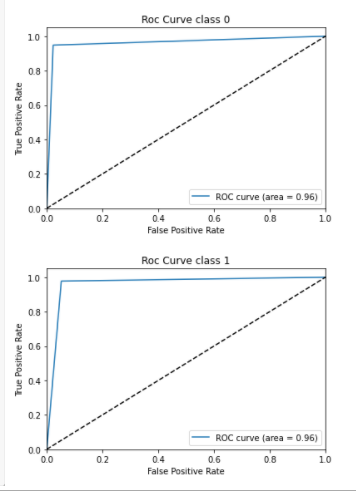 Roc Curve class 0
1.0
0.8
0.6
0.4
0.2
0.0
True Positive Rate
ROC curve (area = 0.96)
0.0 0.2 0.4 0.6 0.8 1.0
False Positive Rate
Roc Curve class 1
1.0
0.8
0.6
0.4
0.2
0.0
True Positive Rate
ROC curve (area = 0.96)
0.0 0.2 0.4 0.6 0.8 1.0
False Positive Rate